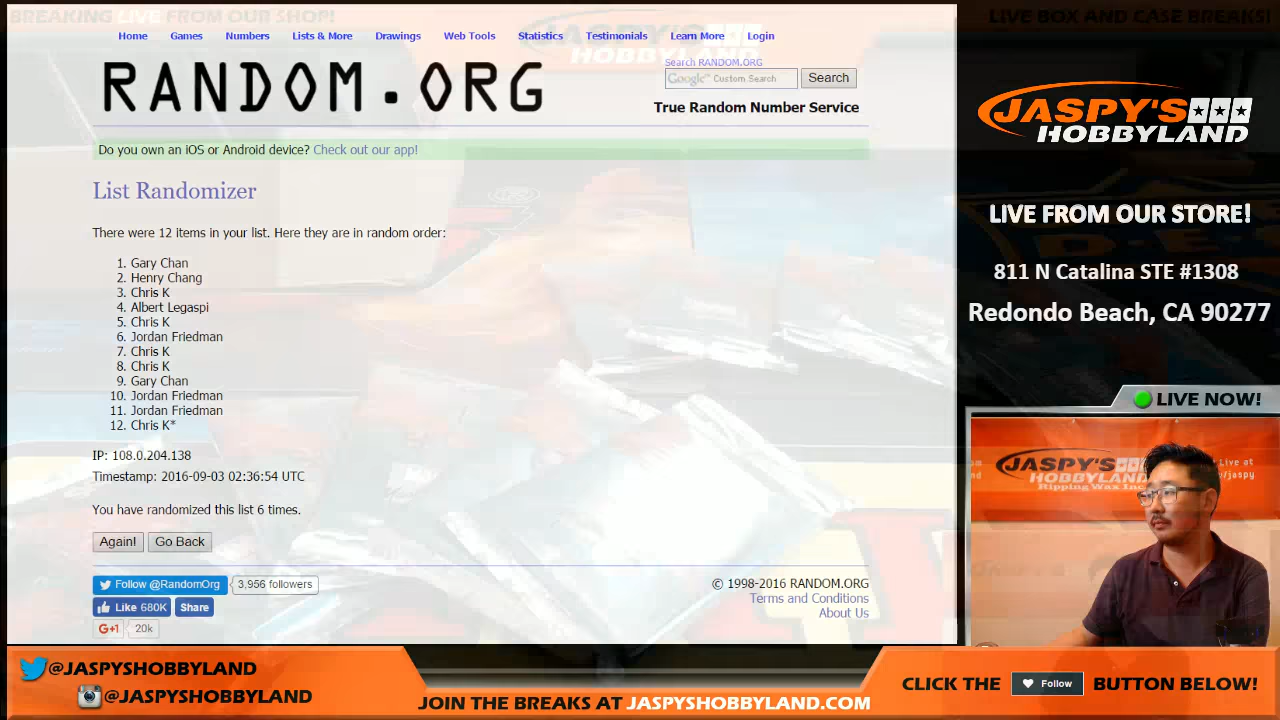 BREAKING LIVE FROM OUR SHOP!
LIVE BOX AND CASE BREAKS!
Home Games Numbers Lists & More Drawings Web Tools Statistics Testimonials Learn More Login
RANDOM.ORG
Search RANDOM.ORG
Google™ Custom Search Search
True Random Number Service
Do you own an iOS or Android device? Check out our app!
List Randomizer
There were 12 items in your list. Here they are in random order:
1. Gary Chan
2. Henry Chang
3. Chris K
4. Albert Legaspi
5. Chris K
6. Jordan Friedman
7. Chris K
8. Chris K
9. Gary Chan
10. Jordan Friedman
11. Jordan Friedman
12. Chris K*
IP: 108.0.204.138
Timestamp: 2016-09-03 02:36:54 UTC
You have randomized this list 6 times.
Again! Go Back
Follow @RandomOrg 3,956 followers
Like 680K Share
G+1 20k
© 1998-2016 RANDOM.ORG
Terms and Conditions
About Us
JASPY'S
HOBBYLAND
LIVE FROM OUR STORE!
811 N Catalina STE #1308
Redondo Beach, CA 90277
LIVE NOW!
JASPY'S
HOBBYLAND
Ripping Wax Inc
Live at
/jaspy
@JASPYSHOBBYLAND
@JASPYSHOBBYLAND
JOIN THE BREAKS AT JASPYSHOBBYLAND.COM
CLICK THE Follow BUTTON BELOW!